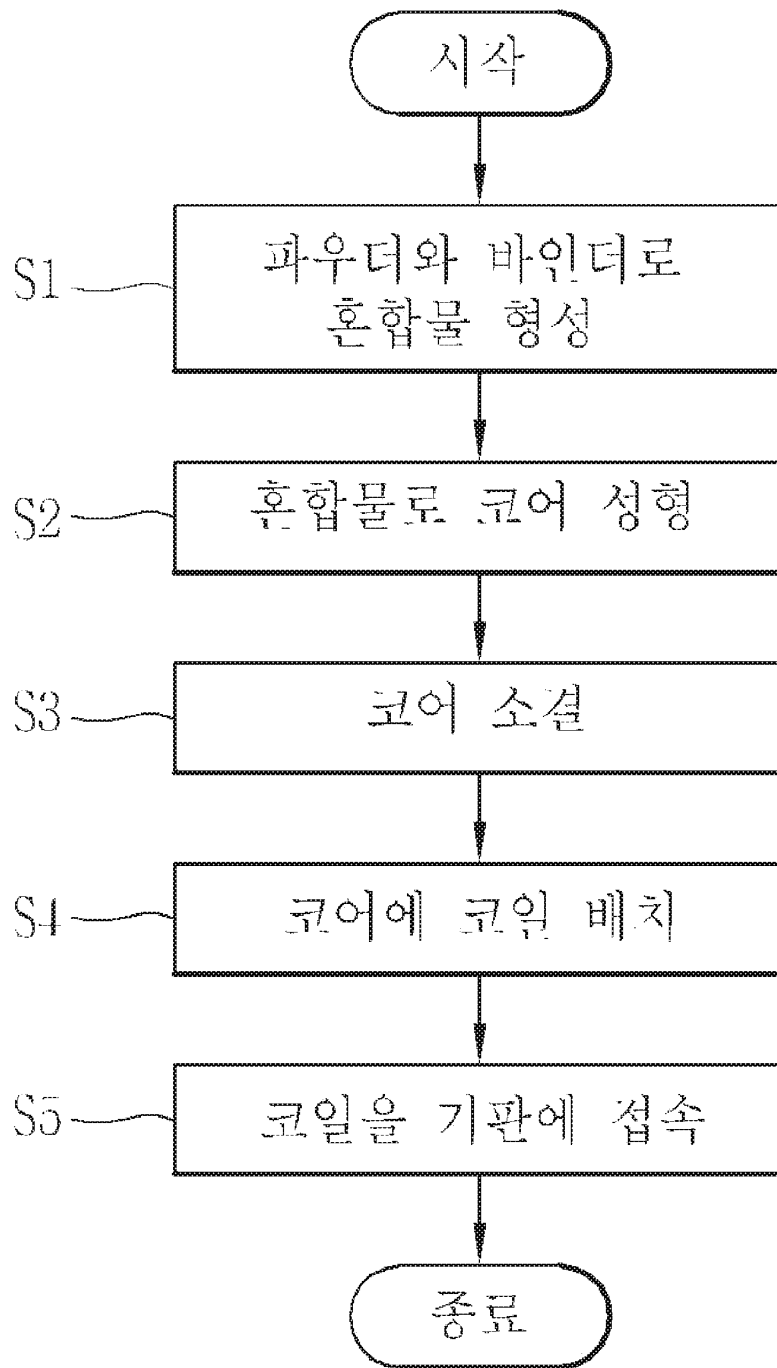 시작
S1
파우더와 바인더로
혼합물 형성
S2
혼합물로 코어 성형
S3
코어 소결
S4
코어에 코일 배치
S5
코일을 기판에 접속
종료